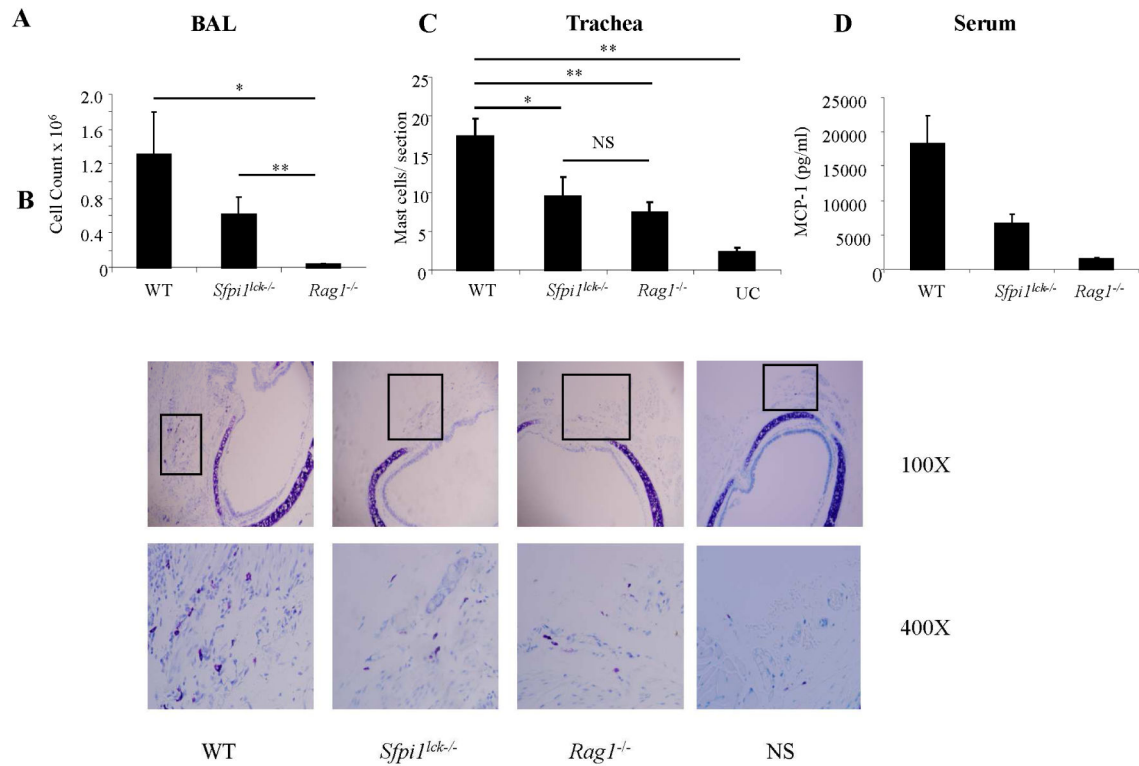 A
BAL
Cell Count x 10⁶
2.0
1.6
1.2
0.8
0.4
0
*
**
WT
Sfpi1lck-/-
Rag1-/-
B
C
Trachea
Mast cells/ section
25
20
15
10
5
0
**
**
*
NS
WT
Sfpi1lck-/-
Rag1-/-
UC
D
Serum
MCP-1 (pg/ml)
25000
20000
15000
10000
5000
0
WT
Sfpi1lck-/-
Rag1-/-
100X
400X
WT
Sfpi1lck-/-
Rag1-/-
NS